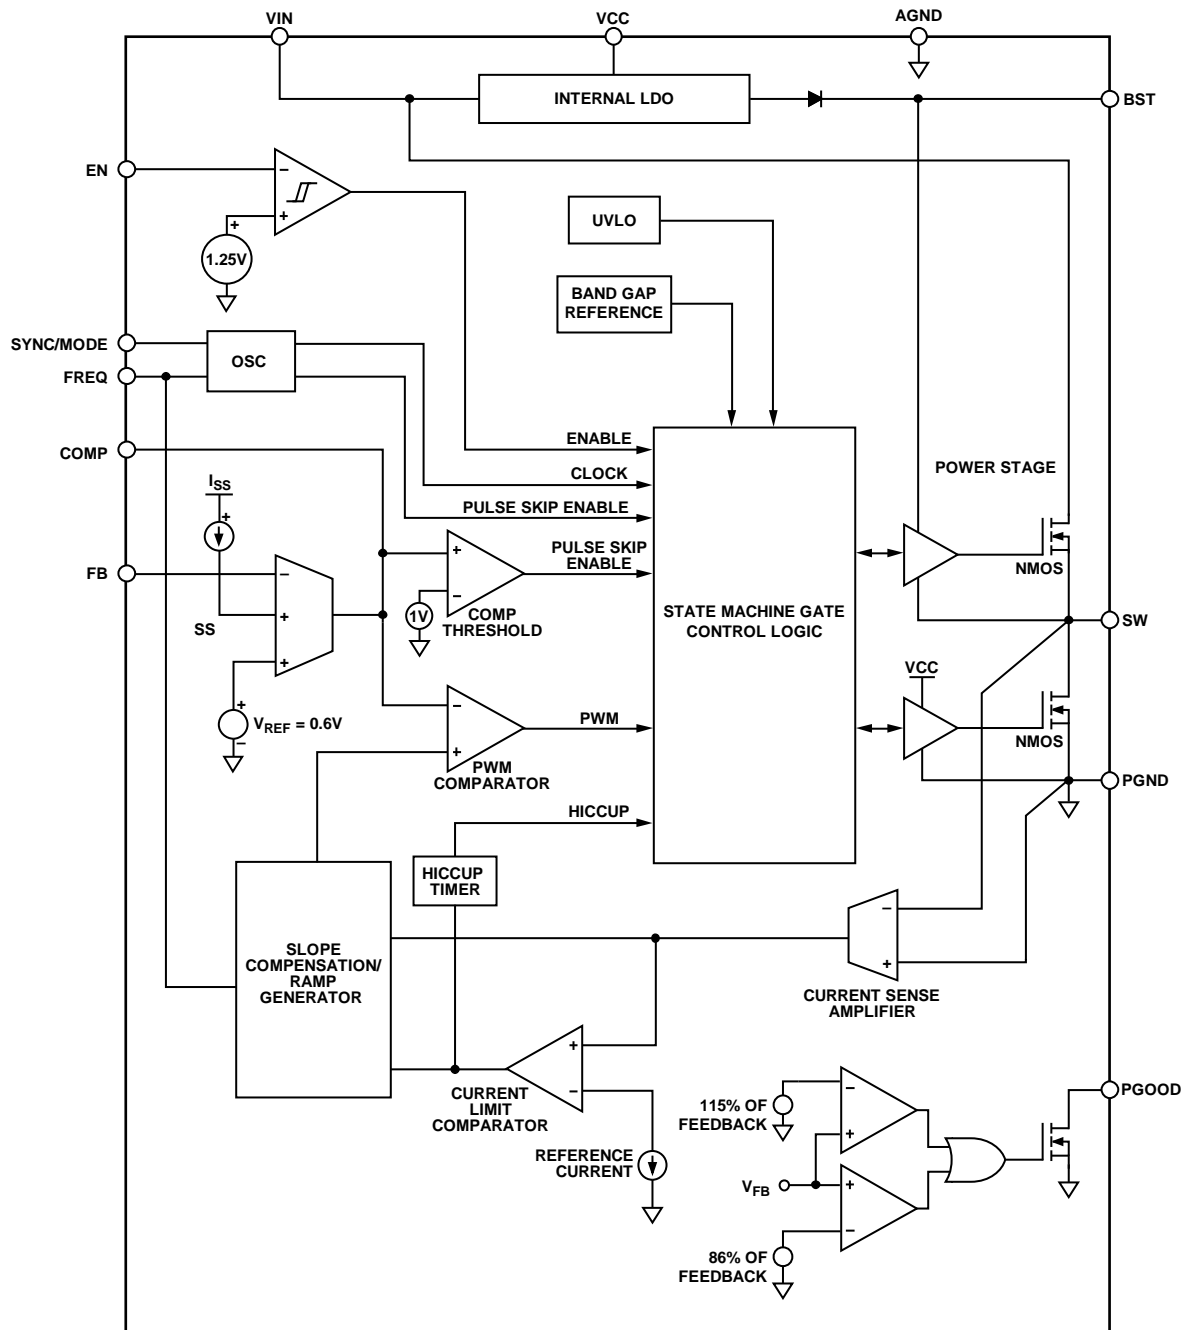 VIN
VCC
AGND
INTERNAL LDO
BST
EN
−
+
+
1.25V
UVLO
BAND GAP
REFERENCE
SYNC/MODE
OSC
FREQ
COMP
ENABLE
CLOCK
PULSE SKIP ENABLE
POWER STAGE
ISS
+
PULSE SKIP
ENABLE
+
−
1V
COMP
THRESHOLD
FB
−
+
+
SS
STATE MACHINE GATE
CONTROL LOGIC
NMOS
SW
VCC
+
−
VREF = 0.6V
−
+
PWM
PWM
COMPARATOR
NMOS
PGND
HICCUP
HICCUP
TIMER
SLOPE
COMPENSATION/
RAMP
GENERATOR
−
+
CURRENT SENSE
AMPLIFIER
+
−
CURRENT
LIMIT
COMPARATOR
REFERENCE
CURRENT
PGOOD
115% OF
FEEDBACK
−
+
VFB
+
−
86% OF
FEEDBACK